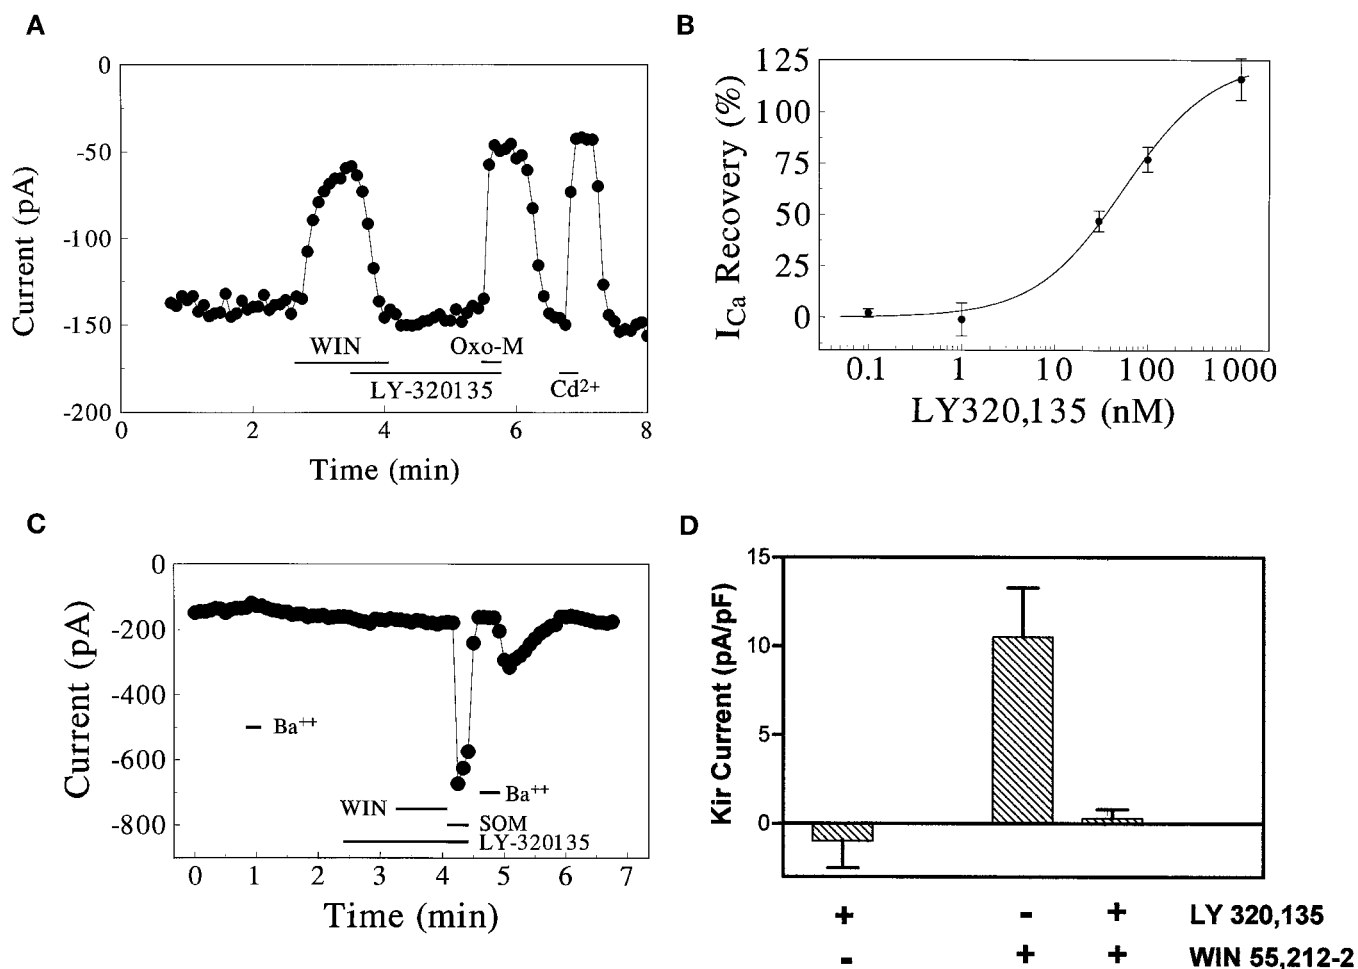 A
0
-50
-100
-150
-200
Current (pA)
WIN
Oxo-M
LY-320135
Cd2+
0 2 4 6 8
Time (min)
B
125
100
75
50
25
0
ICa Recovery (%)
0.1 1 10 100 1000
LY320,135 (nM)
C
0
-200
-400
-600
-800
Current (pA)
Ba++
WIN
Ba++
SOM
LY-320135
0 1 2 3 4 5 6 7
Time (min)
D
15
10
5
0
Kir Current (pA/pF)
+ - + LY 320,135
- + + WIN 55,212-2